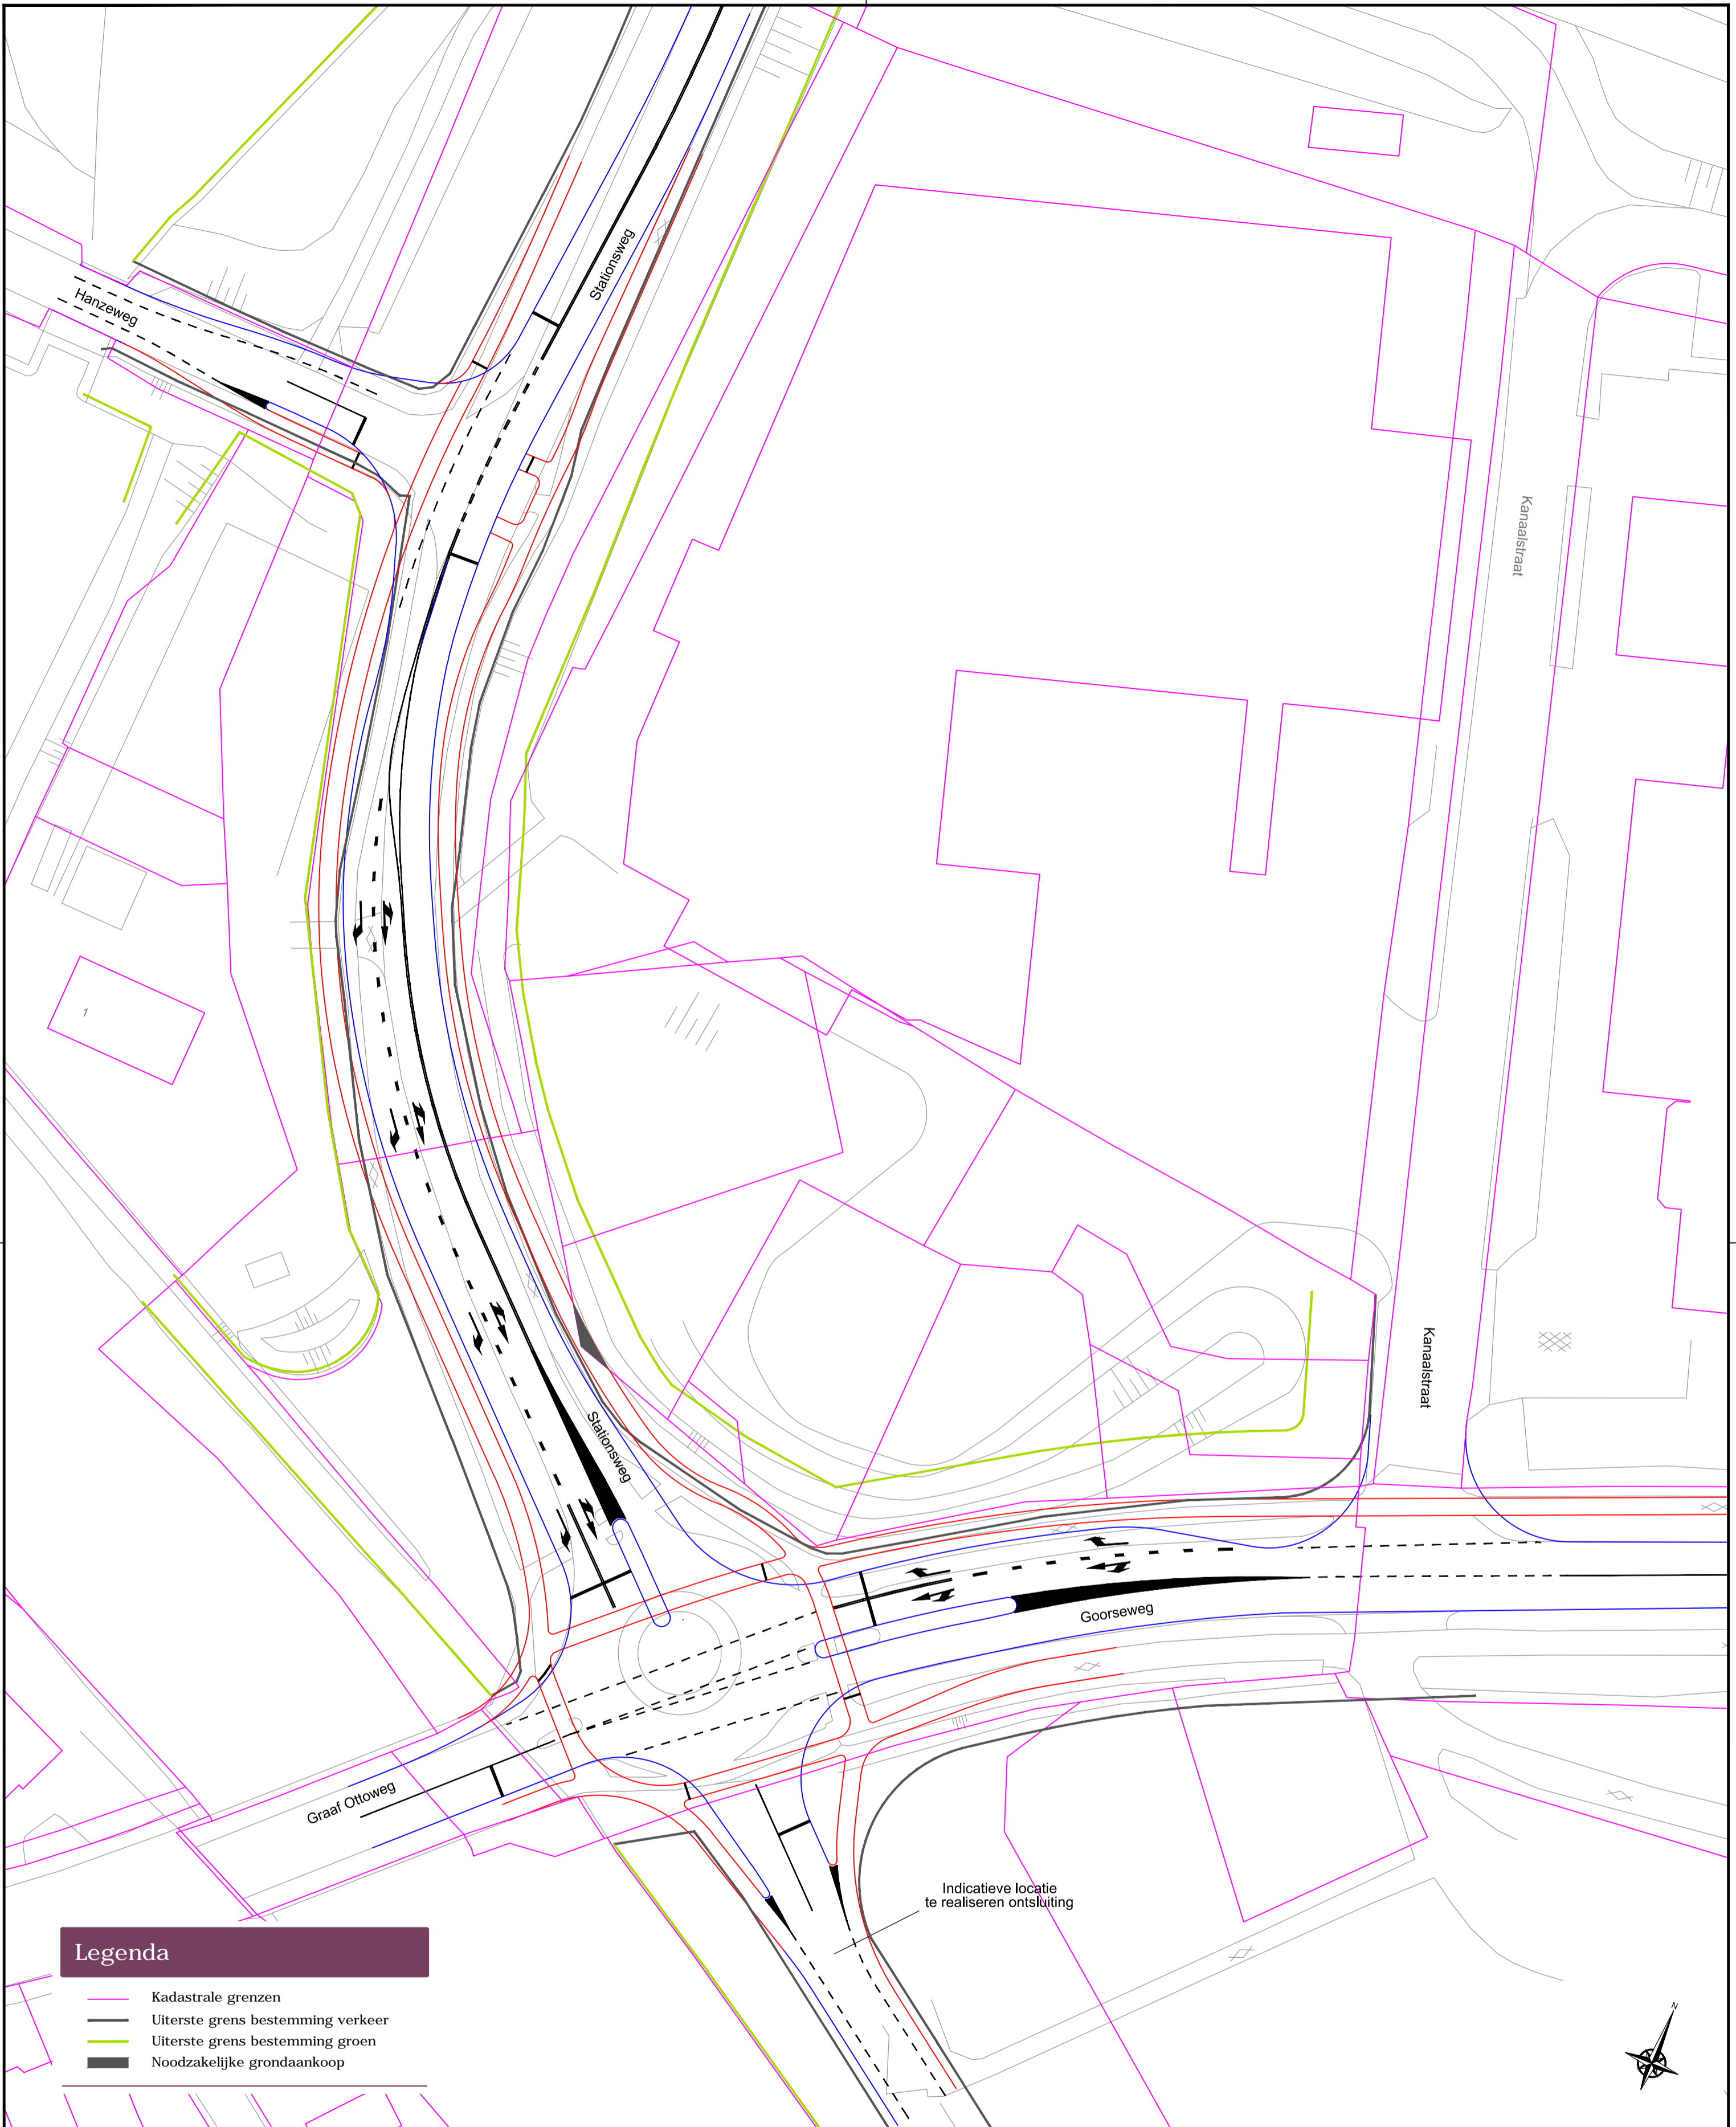 Stationsweg
Hanzeweg
Kanaalstraat
1
Kanaalstraat
Stationsweg
Goorseweg
Graaf Ottoweg
Indicatieve locatie
te realiseren ontsluiting
Legenda
Kadastrale grenzen
Uiterste grens bestemming verkeer
Uiterste grens bestemming groen
Noodzakelijke grondaankoop
N